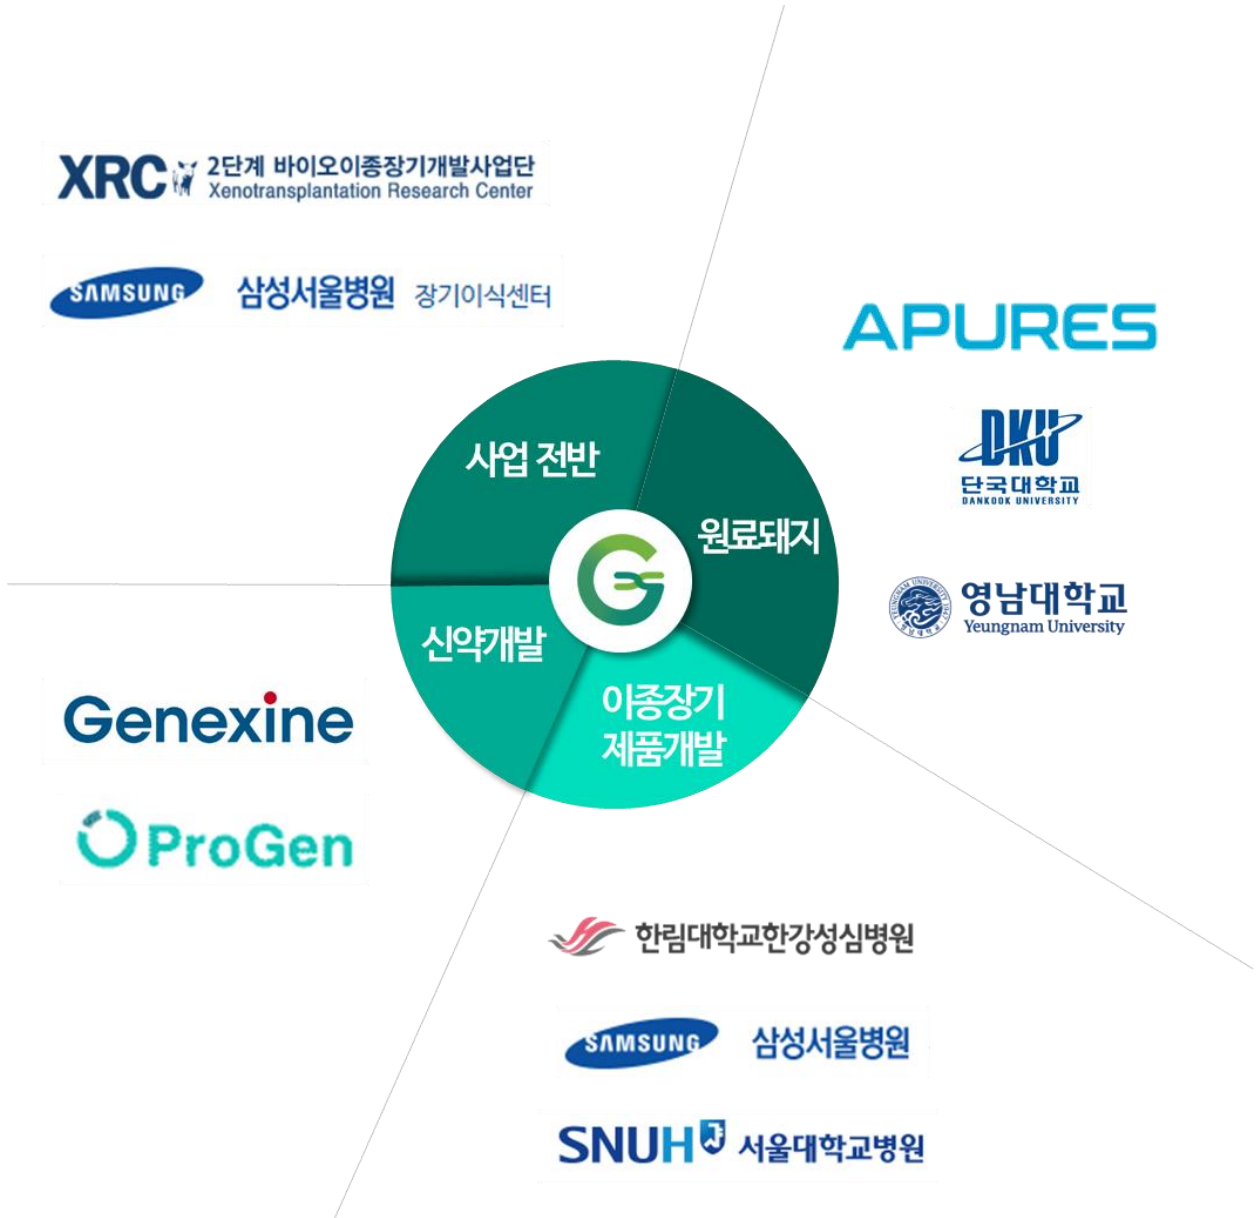 XRC 2단계 바이오이종장기개발사업단
Xenotransplantation Research Center
SAMSUNG 삼성서울병원 장기이식센터
APURES
DKU
단국대학교
DANKOOK UNIVERSITY
영남대학교
Yeungnam University
사업 전반
원료돼지
신약개발
이종장기
제품개발
Genexine
ProGen
한림대학교한강성심병원
SAMSUNG 삼성서울병원
SNUH 서울대학교병원